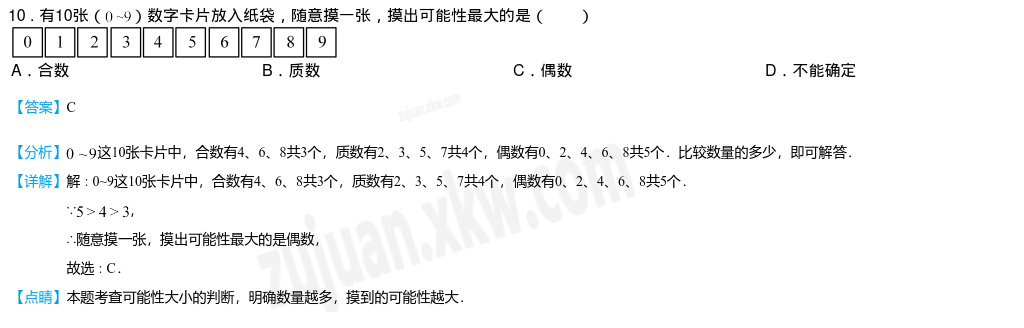 10．有10张（0 ~9）数字卡片放入纸袋，随意摸一张，摸出可能性最大的是（　　）
0 1 2 3 4 5 6 7 8 9
A．合数 B．质数 C．偶数 D．不能确定
【答案】C
【分析】0 ~9这10张卡片中，合数有4、6、8共3个，质数有2、3、5、7共4个，偶数有0、2、4、6、8共5个．比较数量的多少，即可解答．
【详解】解：0~9这10张卡片中，合数有4、6、8共3个，质数有2、3、5、7共4个，偶数有0、2、4、6、8共5个．
∵5 > 4 > 3，
∴随意摸一张，摸出可能性最大的是偶数，
故选：C．
【点睛】本题考查可能性大小的判断，明确数量越多，摸到的可能性越大．
zujuan.xkw.com
zujuan.xkw.com